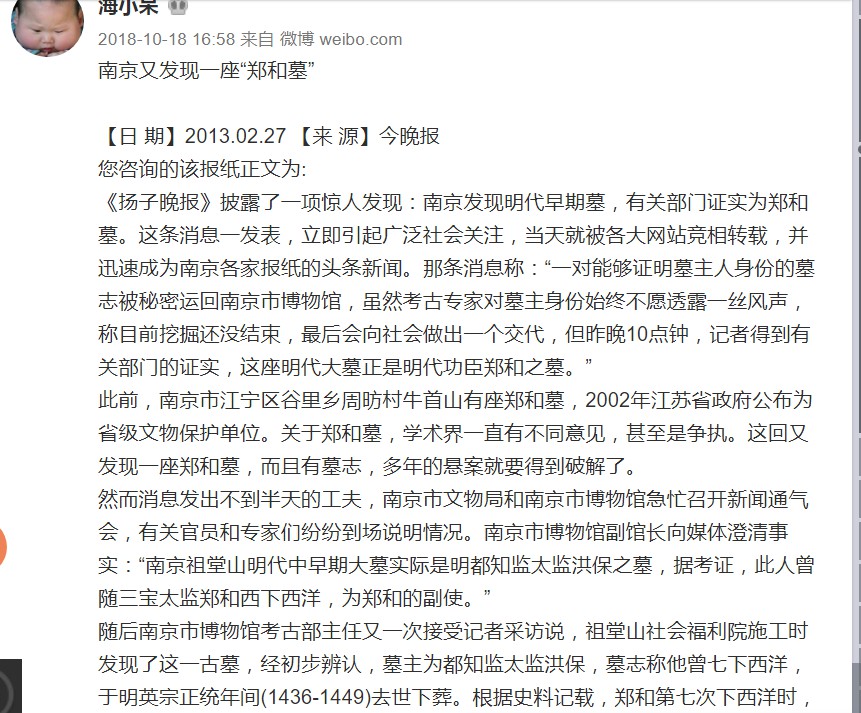 海小呆
2018-10-18 16:58 来自 微博 weibo.com
南京又发现一座“郑和墓”
【日 期】2013.02.27 【来 源】今晚报
您咨询的该报纸正文为:
《扬子晚报》披露了一项惊人发现：南京发现明代早期墓，有关部门证实为郑和
墓。这条消息一发表，立即引起广泛社会关注，当天就被各大网站竞相转载，并
迅速成为南京各家报纸的头条新闻。那条消息称：“一对能够证明墓主人身份的墓
志被秘密运回南京市博物馆，虽然考古专家对墓主身份始终不愿透露一丝风声，
称目前挖掘还没结束，最后会向社会做出一个交代，但昨晚10点钟，记者得到有
关部门的证实，这座明代大墓正是明代功臣郑和之墓。”
此前，南京市江宁区谷里乡周昉村牛首山有座郑和墓，2002年江苏省政府公布为
省级文物保护单位。关于郑和墓，学术界一直有不同意见，甚至是争执。这回又
发现一座郑和墓，而且有墓志，多年的悬案就要得到破解了。
然而消息发出不到半天的工夫，南京市文物局和南京市博物馆急忙召开新闻通气
会，有关官员和专家们纷纷到场说明情况。南京市博物馆副馆长向媒体澄清事
实：“南京祖堂山明代中早期大墓实际是明都知监太监洪保之墓，据考证，此人曾
随三宝太监郑和西下西洋，为郑和的副使。”
随后南京市博物馆考古部主任又一次接受记者采访说，祖堂山社会福利院施工时
发现了这一古墓，经初步辨认，墓主为都知监太监洪保，墓志称他曾七下西洋，
于明英宗正统年间(1436-1449)去世下葬。根据史料记载，郑和第七次下西洋时，